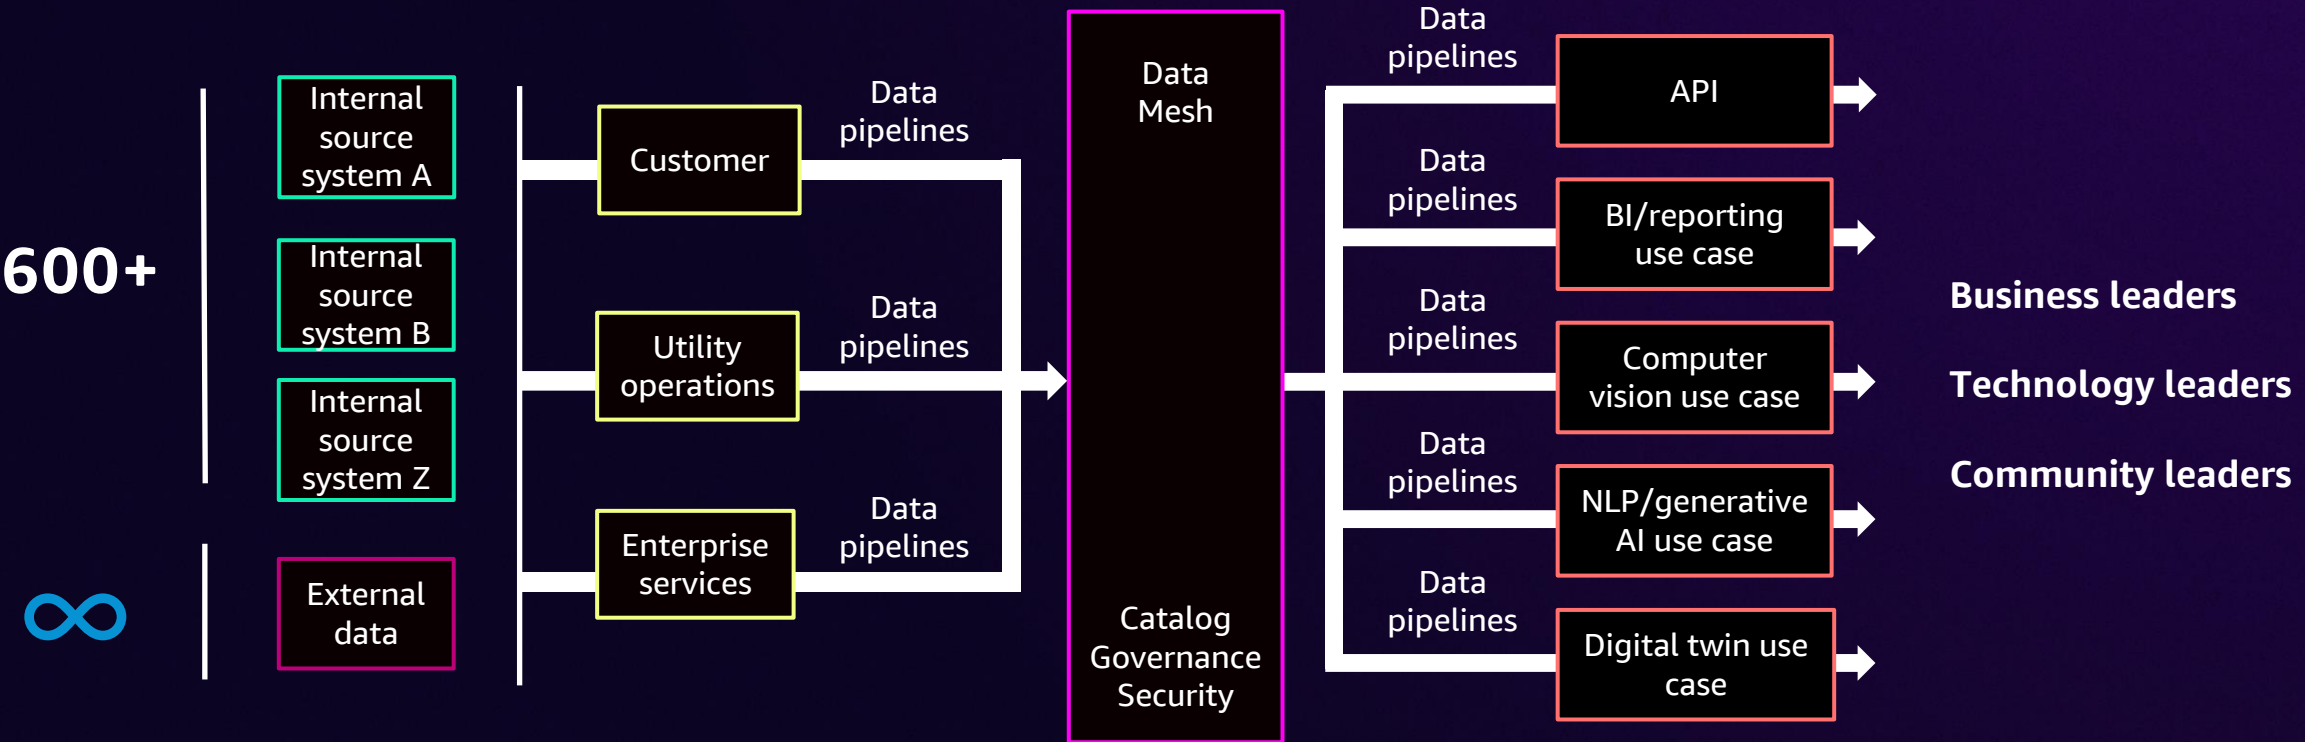 600+
Internal
source
system A
Internal
source
system B
Internal
source
system Z
External
data
Customer
Utility
operations
Enterprise
services
Data
pipelines
Data
pipelines
Data
pipelines
Data
Mesh
Catalog
Governance
Security
Data
pipelines
Data
pipelines
Data
pipelines
Data
pipelines
Data
pipelines
API
BI/reporting
use case
Computer
vision use case
NLP/generative
AI use case
Digital twin use
case
Business leaders
Technology leaders
Community leaders